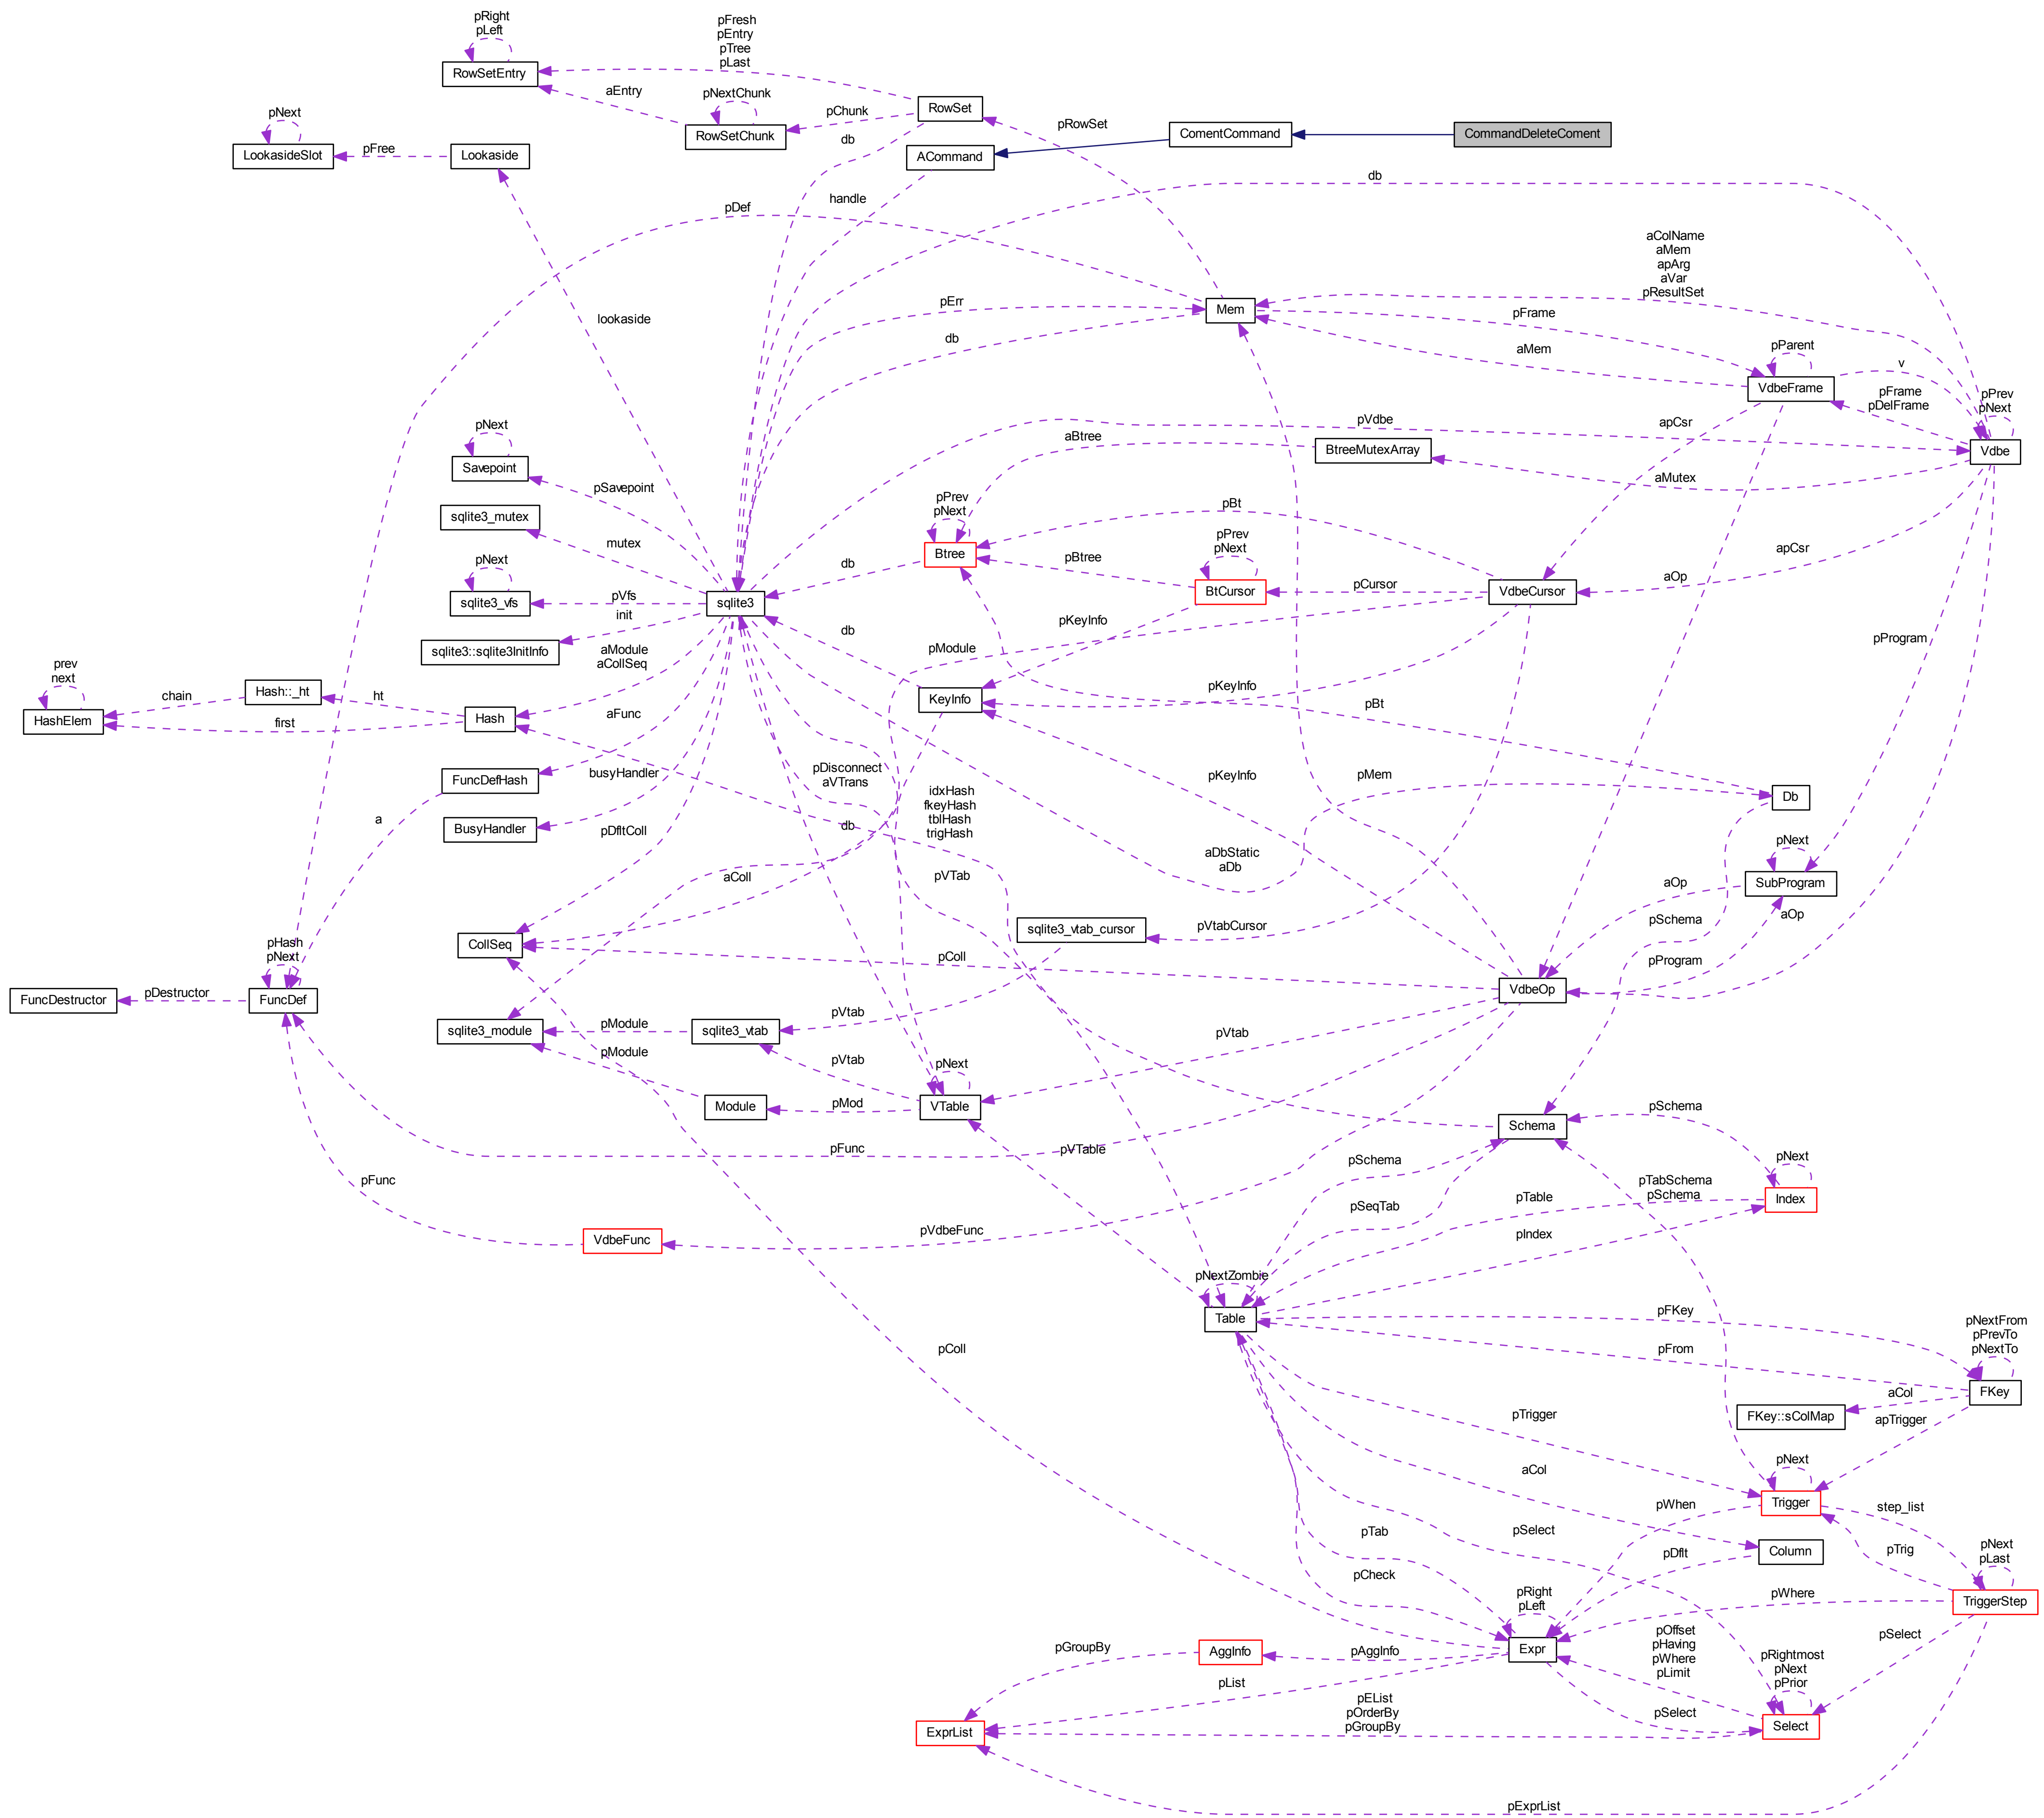 pRight
pLeft
RowSetEntry
pFresh
pEntry
pTree
pLast
aEntry
pNextChunk
RowSetChunk
pChunk
RowSet
pRowSet
ComentCommand
CommandDeleteComent
pNext
LookasideSlot
pFree
Lookaside
db
ACommand
handle
db
pDef
lookaside
aColName
aMem
apArg
aVar
pResultSet
pErr
Mem
pFrame
db
aMem
pParent
VdbeFrame
v
pFrame
pDelFrame
pPrev
pNext
Vdbe
pNext
Savepoint
pSavepoint
pVdbe
apCsr
aBtree
BtreeMutexArray
aMutex
sqlite3_mutex
mutex
pPrev
pNext
Btree
pBt
pNext
sqlite3_vfs
pVfs
sqlite3
db
pBtree
pPrev
pNext
BtCursor
pCursor
VdbeCursor
aOp
apCsr
init
sqlite3::sqlite3InitInfo
pKeyInfo
pProgram
aModule
aCollSeq
pModule
db
prev
next
HashElem
chain
Hash::_ht
ht
first
Hash
KeyInfo
pKeyInfo
pBt
aFunc
FuncDefHash
busyHandler
pDisconnect
aVTrans
pKeyInfo
pMem
Db
idxHash
fkeyHash
tblHash
trigHash
a
BusyHandler
pDfltColl
db
aDbStatic
aDb
pNext
SubProgram
aColl
pVTab
aOp
aOp
pSchema
CollSeq
sqlite3_vtab_cursor
pVtabCursor
pHash
pNext
FuncDef
pColl
pProgram
FuncDestructor
pDestructor
VdbeOp
sqlite3_module
pModule
sqlite3_vtab
pVtab
pVtab
pModule
pVtab
pNext
VTable
Module
pMod
Schema
pSchema
pFunc
pVTable
pSchema
pNext
Index
pFunc
pSeqTab
pTable
pTabSchema
pSchema
VdbeFunc
pVdbeFunc
pIndex
pNextZombie
Table
pFKey
pNextFrom
pPrevTo
pNextTo
FKey
pColl
pFrom
aCol
FKey::sColMap
pTrigger
apTrigger
pNext
Trigger
aCol
pWhen
step_list
pTab
pSelect
pDflt
Column
pTrig
pNext
pLast
TriggerStep
pCheck
pRight
pLeft
Expr
pWhere
pOffset
pHaving
pWhere
pLimit
pSelect
pGroupBy
AggInfo
pAggInfo
pList
pRightmost
pNext
pPrior
Select
ExprList
pEList
pOrderBy
pGroupBy
pSelect
pExprList